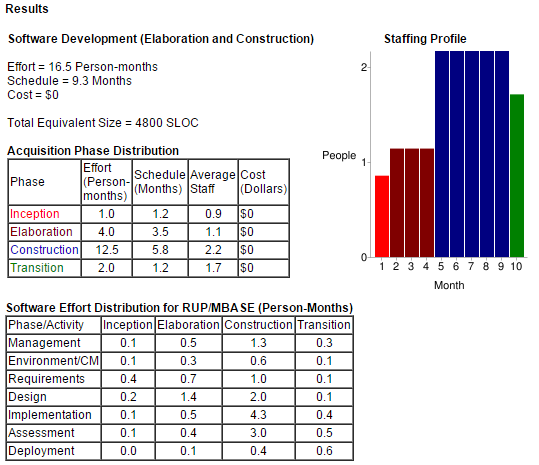 Results
Software Development (Elaboration and Construction)
Staffing Profile
Effort = 16.5 Person-months
Schedule = 9.3 Months
Cost = $0
Total Equivalent Size = 4800 SLOC
Acquisition Phase Distribution
Phase Effort (Person-months) Schedule (Months) Average Staff Cost (Dollars)
Inception 1.0 1.2 0.9 $0
Elaboration 4.0 3.5 1.1 $0
Construction 12.5 5.8 2.2 $0
Transition 2.0 1.2 1.7 $0
2
People
1
0
1 2 3 4 5 6 7 8 9 10
Month
Software Effort Distribution for RUP/MBASE (Person-Months)
Phase/Activity Inception Elaboration Construction Transition
Management 0.1 0.5 1.3 0.3
Environment/CM 0.1 0.3 0.6 0.1
Requirements 0.4 0.7 1.0 0.1
Design 0.2 1.4 2.0 0.1
Implementation 0.1 0.5 4.3 0.4
Assessment 0.1 0.4 3.0 0.5
Deployment 0.0 0.1 0.4 0.6